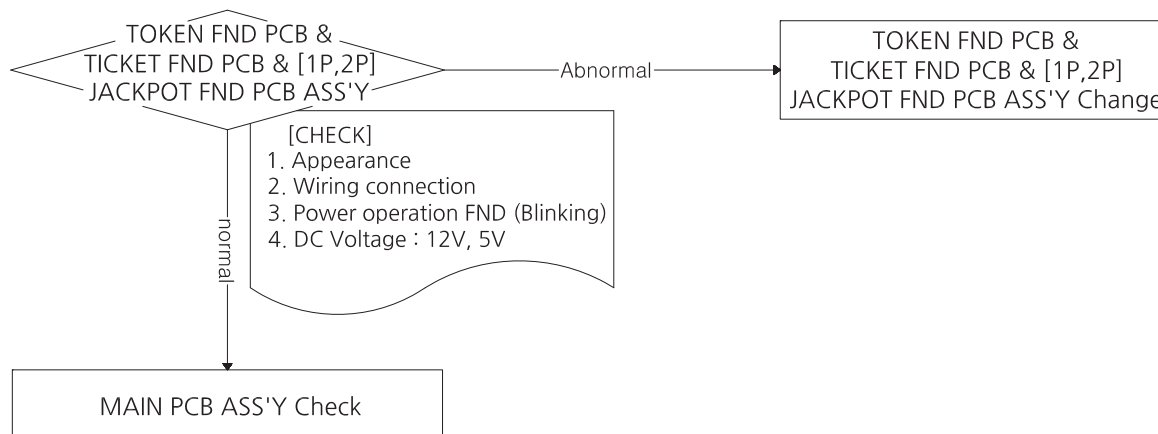 TOKEN FND PCB &
TICKET FND PCB & [1P,2P]
JACKPOT FND PCB ASS'Y
Abnormal
TOKEN FND PCB &
TICKET FND PCB & [1P,2P]
JACKPOT FND PCB ASS'Y Change
[CHECK]
1. Appearance
2. Wiring connection
3. Power operation FND (Blinking)
4. DC Voltage : 12V, 5V
normal
MAIN PCB ASS'Y Check